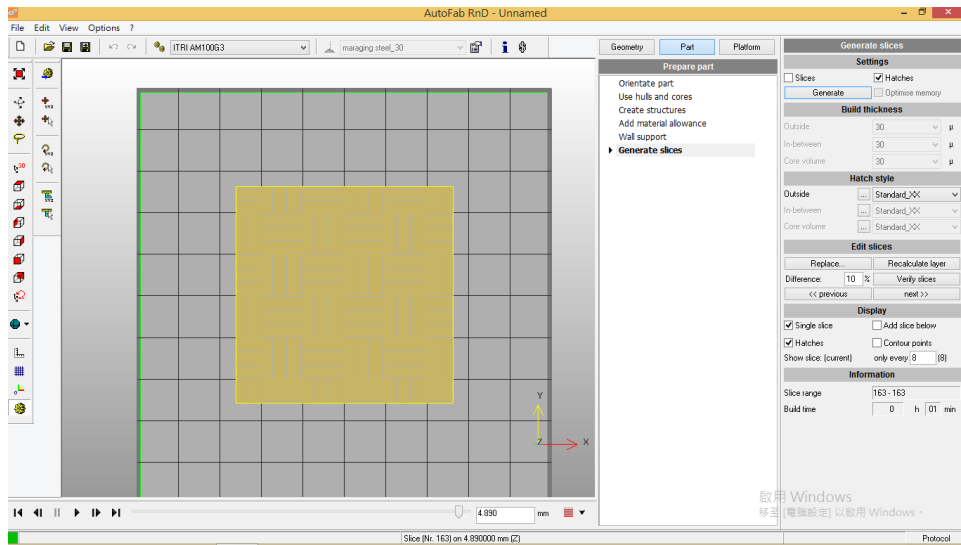 AutoFab RnD - Unnamed
File Edit View Options ?
ITRI AM100G3 maraging steel_30
Geometry Part Platform
Prepare part
Orientate part
Use hulls and cores
Create structures
Add material allowance
Wall support
Generate slices
Generate slices
Settings
Slices Hatches
Generate Optimise memory
Build thickness
Outside 30 µ
In-between 30 µ
Core volume 30 µ
Hatch style
Outside ... Standard_XX
In-between ... Standard_XX
Core volume ... Standard_XX
Edit slices
Replace... Recalculate layer
Difference: 10 % Verify slices
<< previous next >>
Display
Single slice Add slice below
Hatches Contour points
Show slice: (current) only every 8 (8)
Information
Slice range 163 - 163
Build time 0 h 01 min
Y
Z X
啟用 Windows
移至 [電腦設定] 以啟用 Windows。
4.890 mm
Slice (Nr. 163) on 4.890000 mm (Z) Protocol